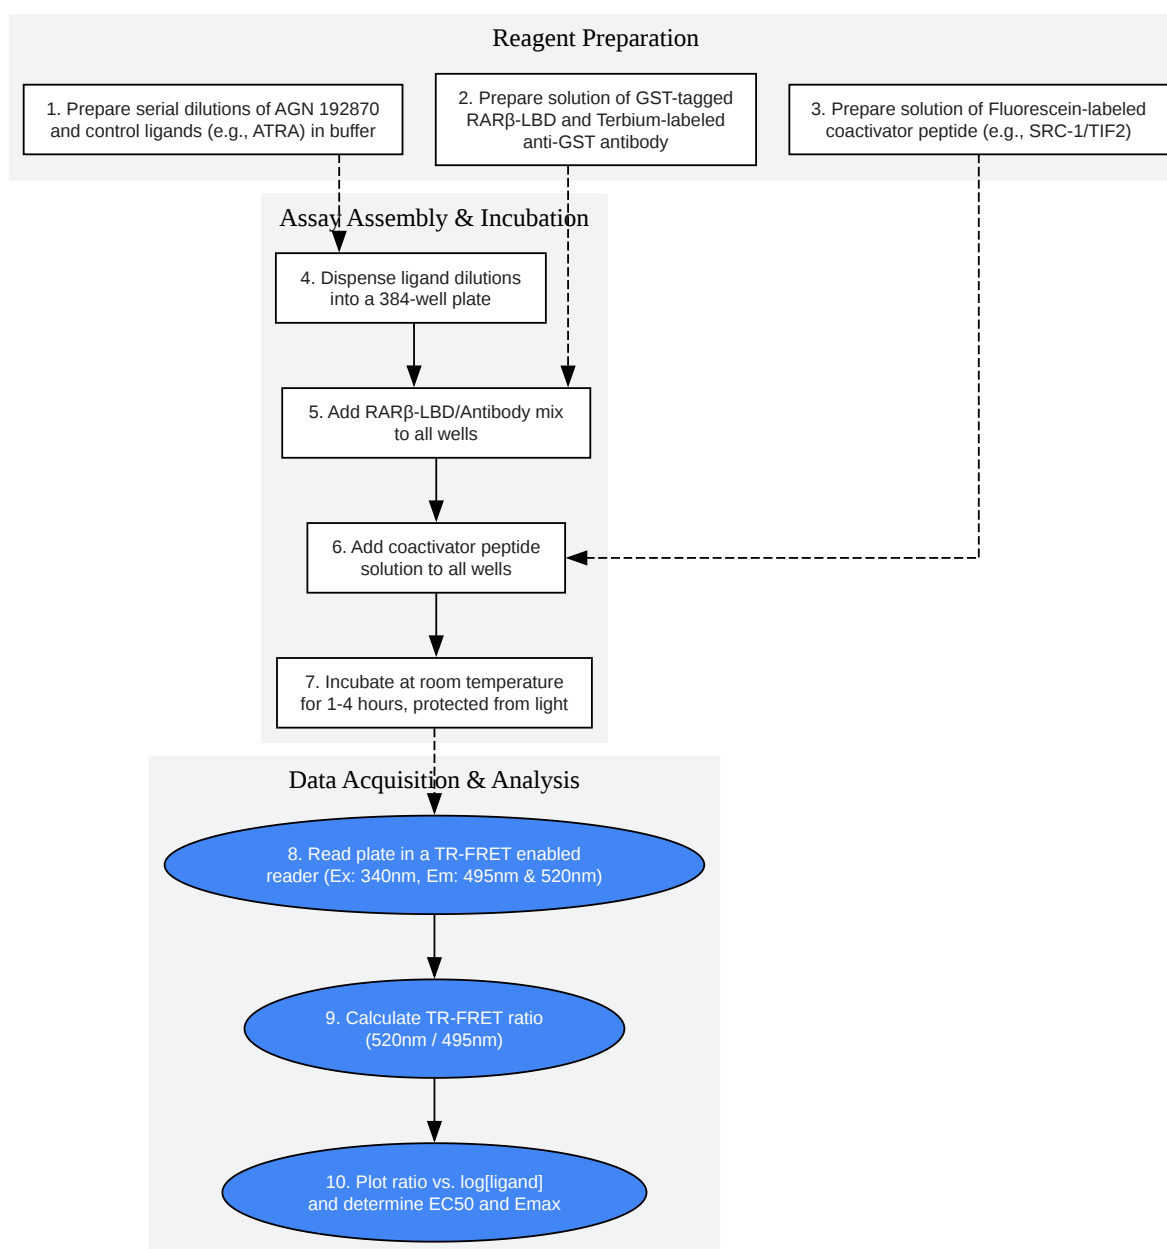 Reagent Preparation
1. Prepare serial dilutions of AGN 192870
and control ligands (e.g., ATRA) in buffer
2. Prepare solution of GST-tagged
RARβ-LBD and Terbium-labeled
anti-GST antibody
3. Prepare solution of Fluorescein-labeled
coactivator peptide (e.g., SRC-1/TIF2)
Assay Assembly & Incubation
4. Dispense ligand dilutions
into a 384-well plate
5. Add RARβ-LBD/Antibody mix
to all wells
6. Add coactivator peptide
solution to all wells
7. Incubate at room temperature
for 1-4 hours, protected from light
Data Acquisition & Analysis
8. Read plate in a TR-FRET enabled
reader (Ex: 340nm, Em: 495nm & 520nm)
9. Calculate TR-FRET ratio
(520nm / 495nm)
10. Plot ratio vs. log[ligand]
and determine EC50 and Emax